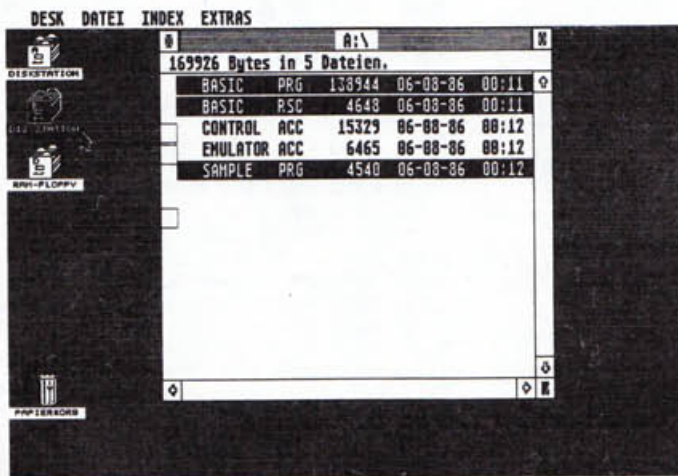 DESK DATEI INDEX EXTRAS
A:\
169926 Bytes in 5 Dateien.
BASIC PRG 138944 06-08-86 00:11
BASIC RSC 4648 06-08-86 00:11
CONTROL ACC 15329 06-08-86 00:12
EMULATOR ACC 6465 06-08-86 00:12
SAMPLE PRG 4540 06-08-86 00:12
DISKSTATION
DISKSTATION
RAM-FLOPPY
PAPIERKORB